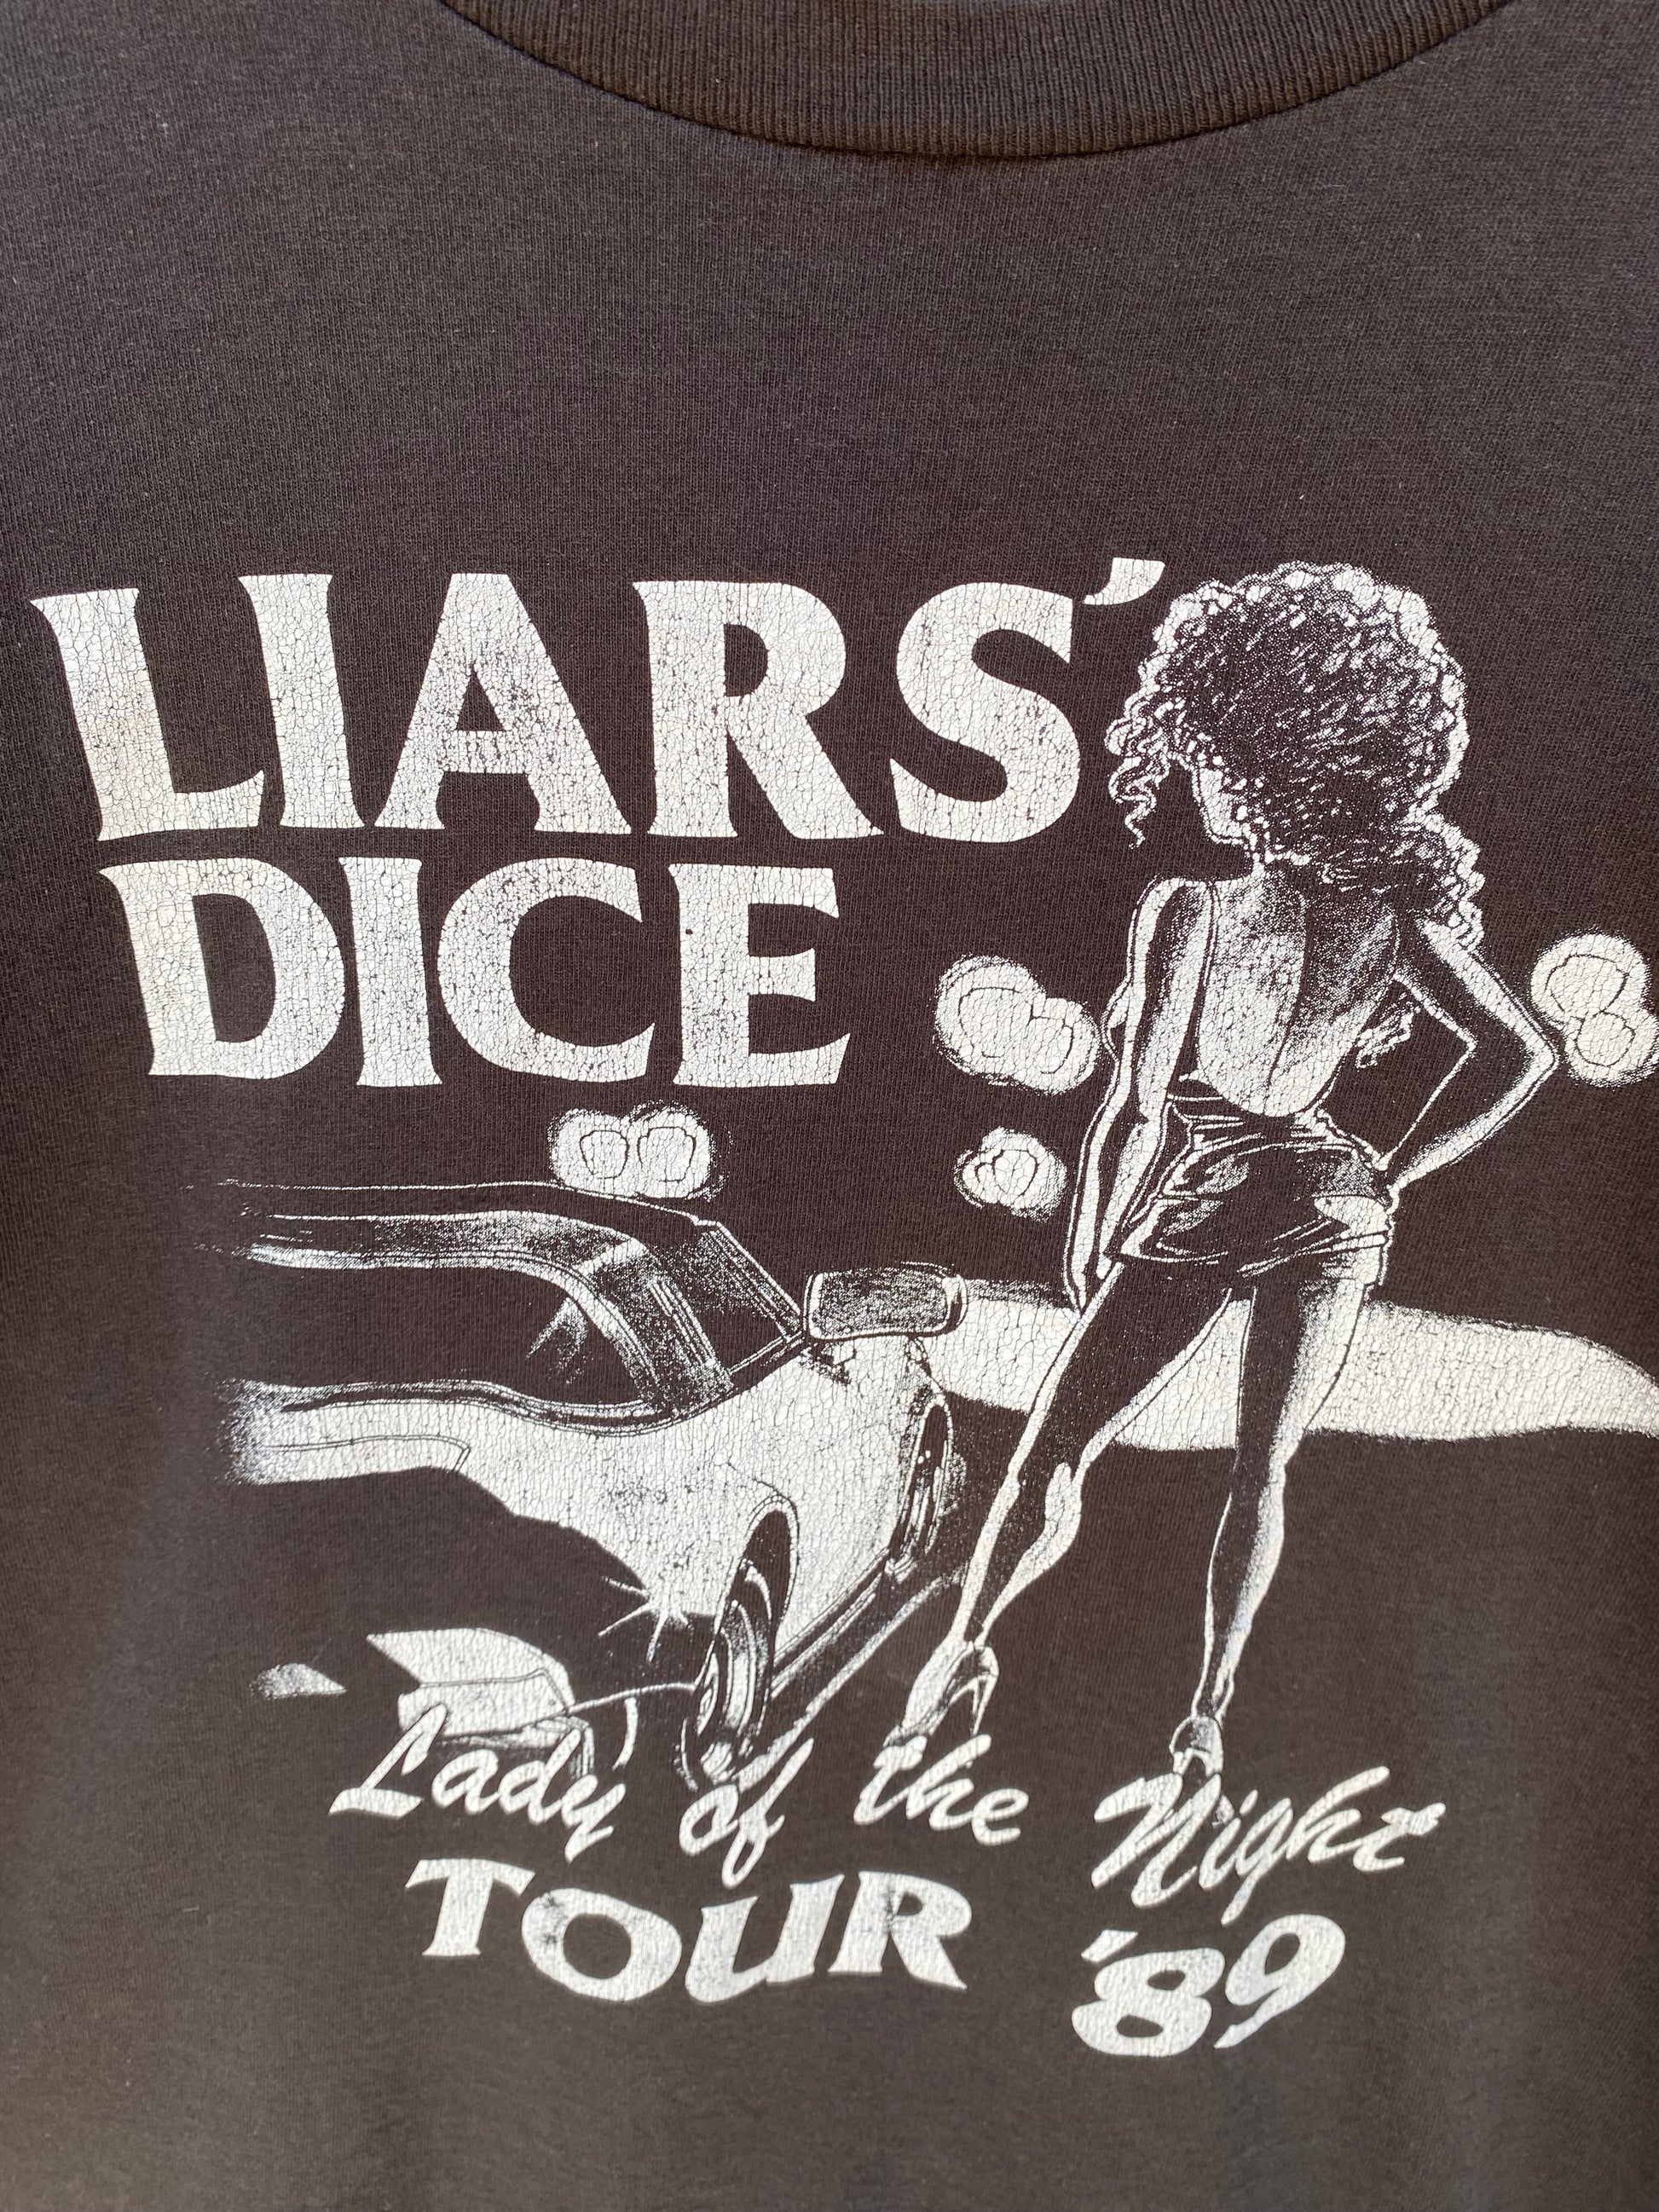 LIARS'
DICE
Lady of the Night
TOUR '89